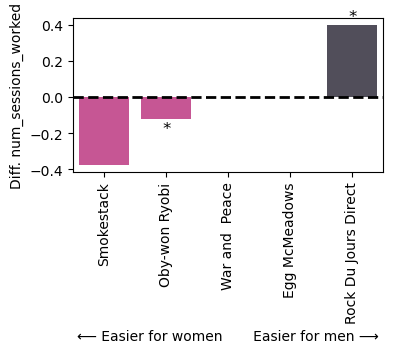 Diff. num_sessions_worked
0.4
0.2
0.0
−0.2
−0.4
*
*
Smokestack
Oby-won Ryobi
War and  Peace
Egg McMeadows
Rock Du Jours Direct
⟵ Easier for women
Easier for men ⟶